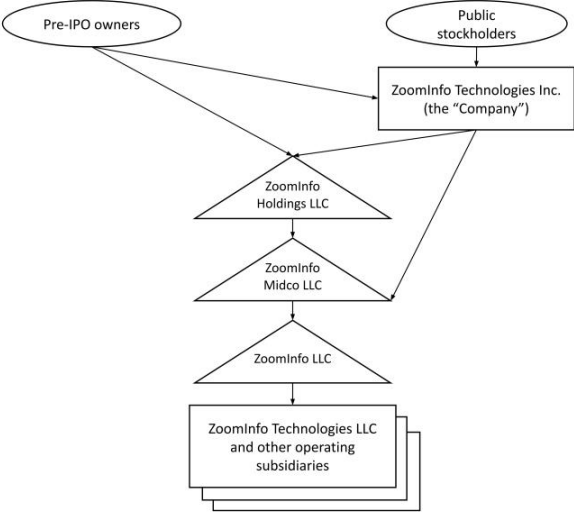 Pre-IPO owners
Public
stockholders
ZoomInfo Technologies Inc.
(the “Company”)
ZoomInfo
Holdings LLC
ZoomInfo
Midco LLC
ZoomInfo LLC
ZoomInfo Technologies LLC
and other operating
subsidiaries